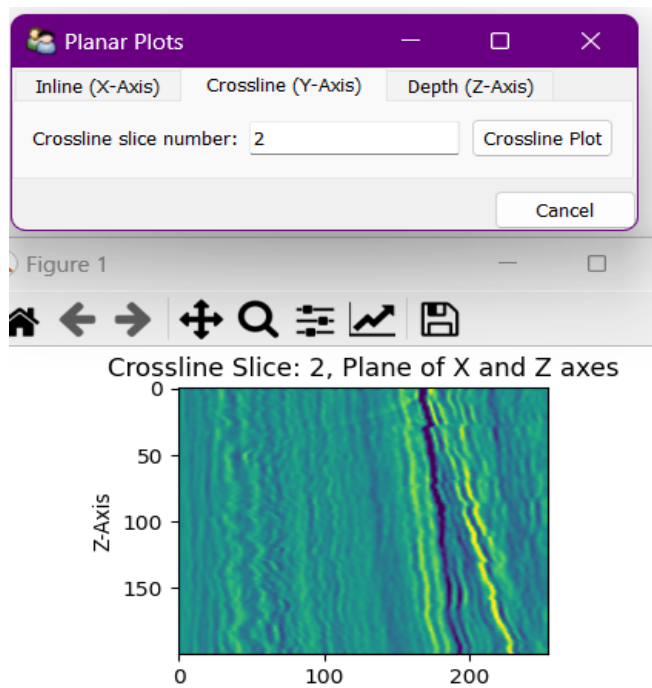 Planar Plots
Inline (X-Axis) Crossline (Y-Axis) Depth (Z-Axis)
Crossline slice number: 2 Crossline Plot
Cancel
Figure 1
Crossline Slice: 2, Plane of X and Z axes
0
50
100
150
Z-Axis
0 100 200